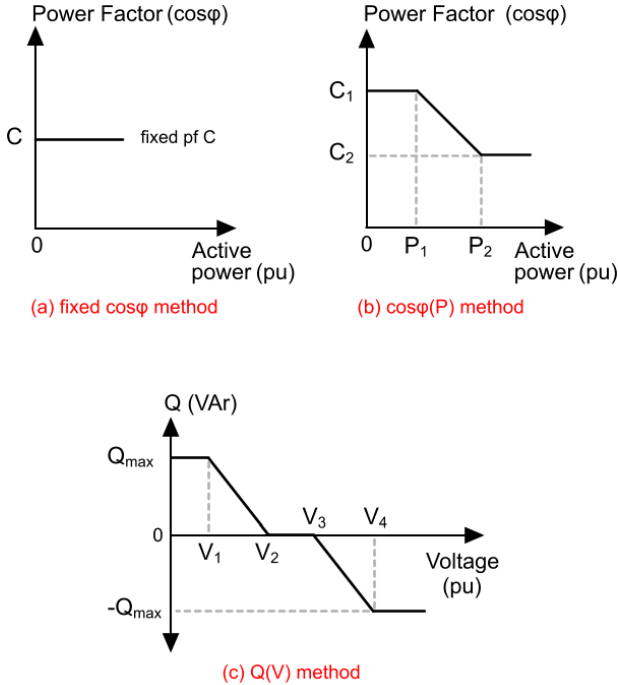 Power Factor (cosφ)
C
fixed pf C
0
Active
power (pu)
(a) fixed cosφ method
Power Factor (cosφ)
C₁
C₂
0
P₁
P₂
Active
power (pu)
(b) cosφ(P) method
Q (VAr)
Qmax
V₃
V₄
0
V₁
V₂
Voltage
(pu)
-Qmax
(c) Q(V) method